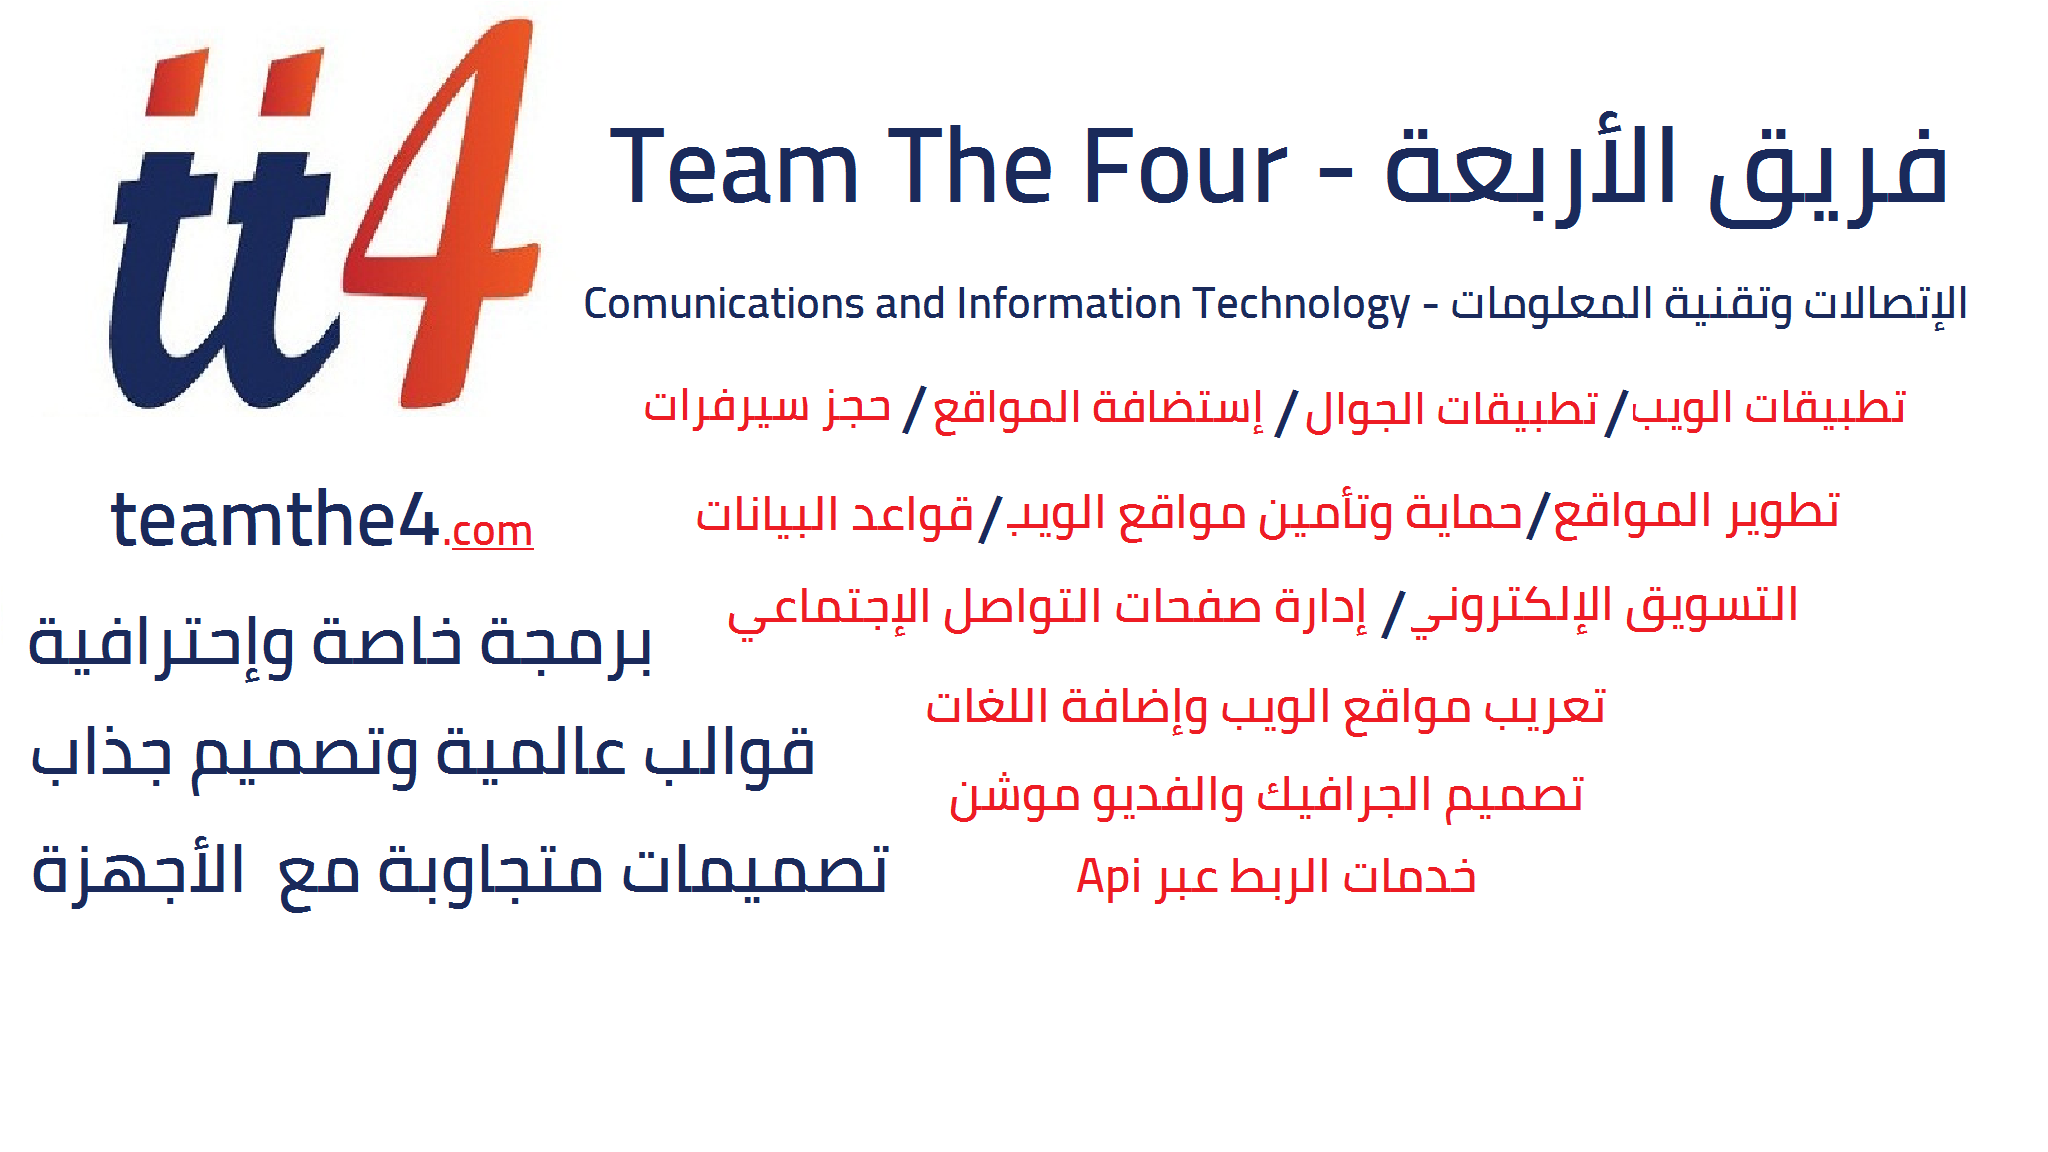 tt4
فريق الأربعة - Team The Four
الإتصالات وتقنية المعلومات - Comunications and Information Technology
تطبيقات الويب/ تطبيقات الجوال/ إستضافة المواقع/ حجز سيرفرات
تطوير المواقع/حماية وتأمين مواقع الويب/ قواعد البيانات
التسويق الإلكتروني/ إدارة صفحات التواصل الإجتماعي
تعريب مواقع الويب وإضافة اللغات
تصميم الجرافيك والفديو موشن
خدمات الربط عبر Api
teamthe4.com
برمجة خاصة وإحترافية
قوالب عالمية وتصميم جذاب
تصميمات متجاوبة مع الأجهزة